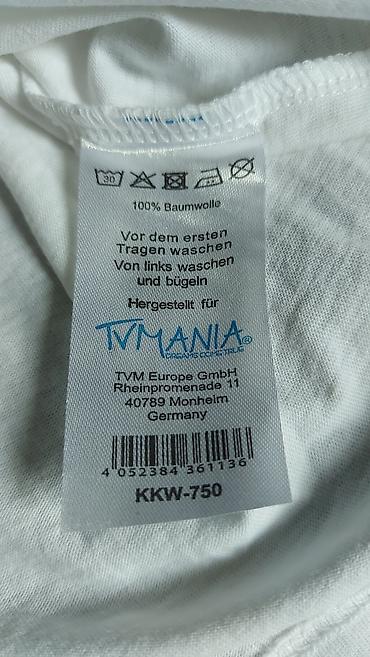 30
100% Baumwolle
Vor dem ersten
Tragen waschen
Von links waschen
und bügeln
Hergestellt für
TVMANIA®
DREAMS COME TRUE
TVM Europe GmbH
Rheinpromenade 11
40789 Monheim
Germany
4 052384 361136
KKW-750